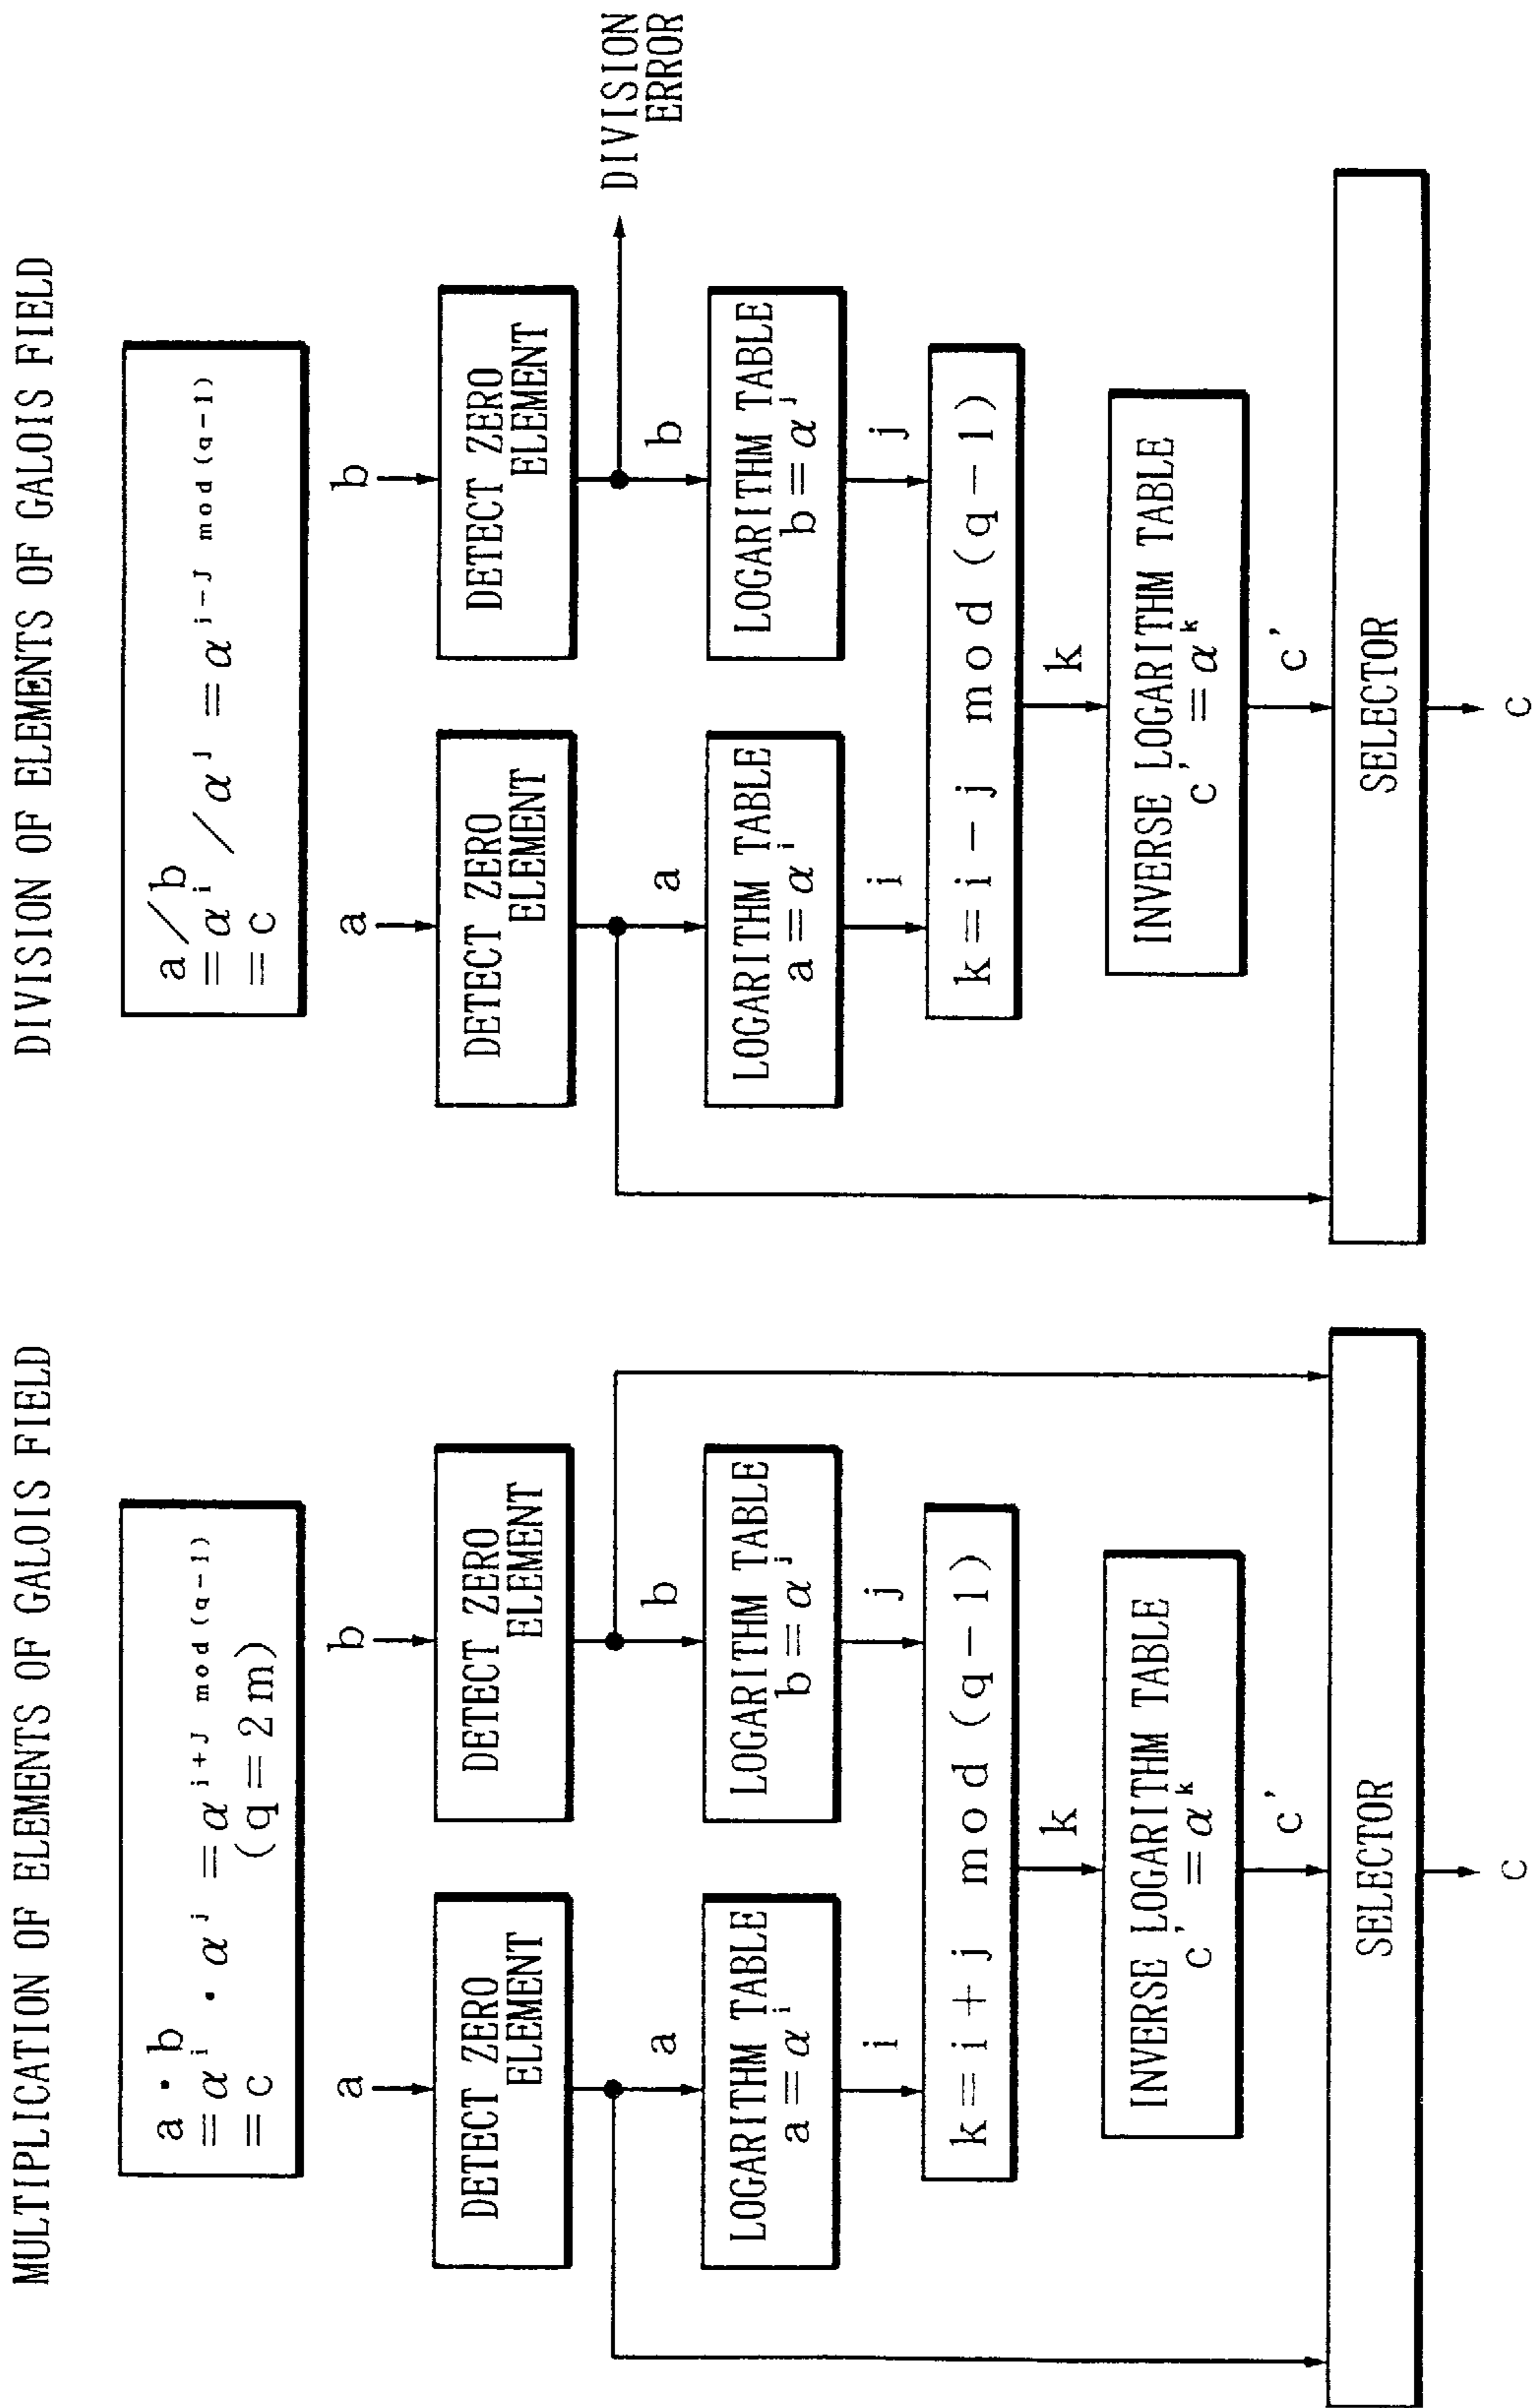 MULTIPLICATION OF ELEMENTS OF GALOIS FIELD
a・b
=α^i・α^j=α^i+J mod(q-1)
=c (q=2m)
a
b
DETECT ZERO
ELEMENT
DETECT ZERO
ELEMENT
a
b
LOGARITHM TABLE
a=α^i
LOGARITHM TABLE
b=α^j
i
j
k=i+j mod(q-1)
k
INVERSE LOGARITHM TABLE
c'=α^k
c'
SELECTOR
c
DIVISION OF ELEMENTS OF GALOIS FIELD
a/b
=α^i/α^J=α^i-J mod(q-1)
=c
a
b
DETECT ZERO
ELEMENT
DETECT ZERO
ELEMENT
DIVISION
ERROR
a
b
LOGARITHM TABLE
a=α^i
LOGARITHM TABLE
b=α^j
i
j
k=i-j mod(q-1)
k
INVERSE LOGARITHM TABLE
c'=α^k
c'
SELECTOR
c